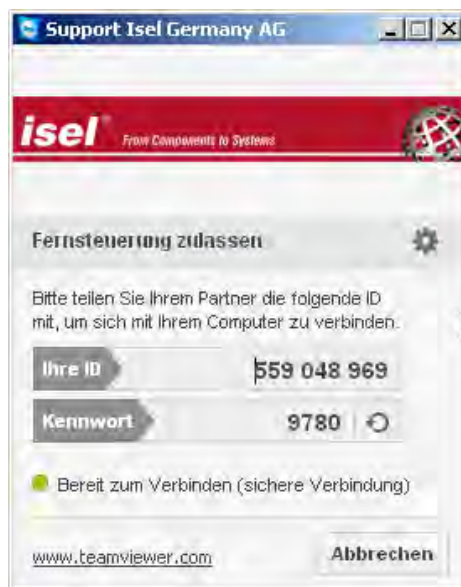 Support Isel Germany AG
isel® From Components to Systems
Fernsteuerung zulassen
Bitte teilen Sie Ihrem Partner die folgende ID
mit, um sich mit Ihrem Computer zu verbinden.
Ihre ID 559 048 969
Kennwort 9780
Bereit zum Verbinden (sichere Verbindung)
www.teamviewer.com Abbrechen